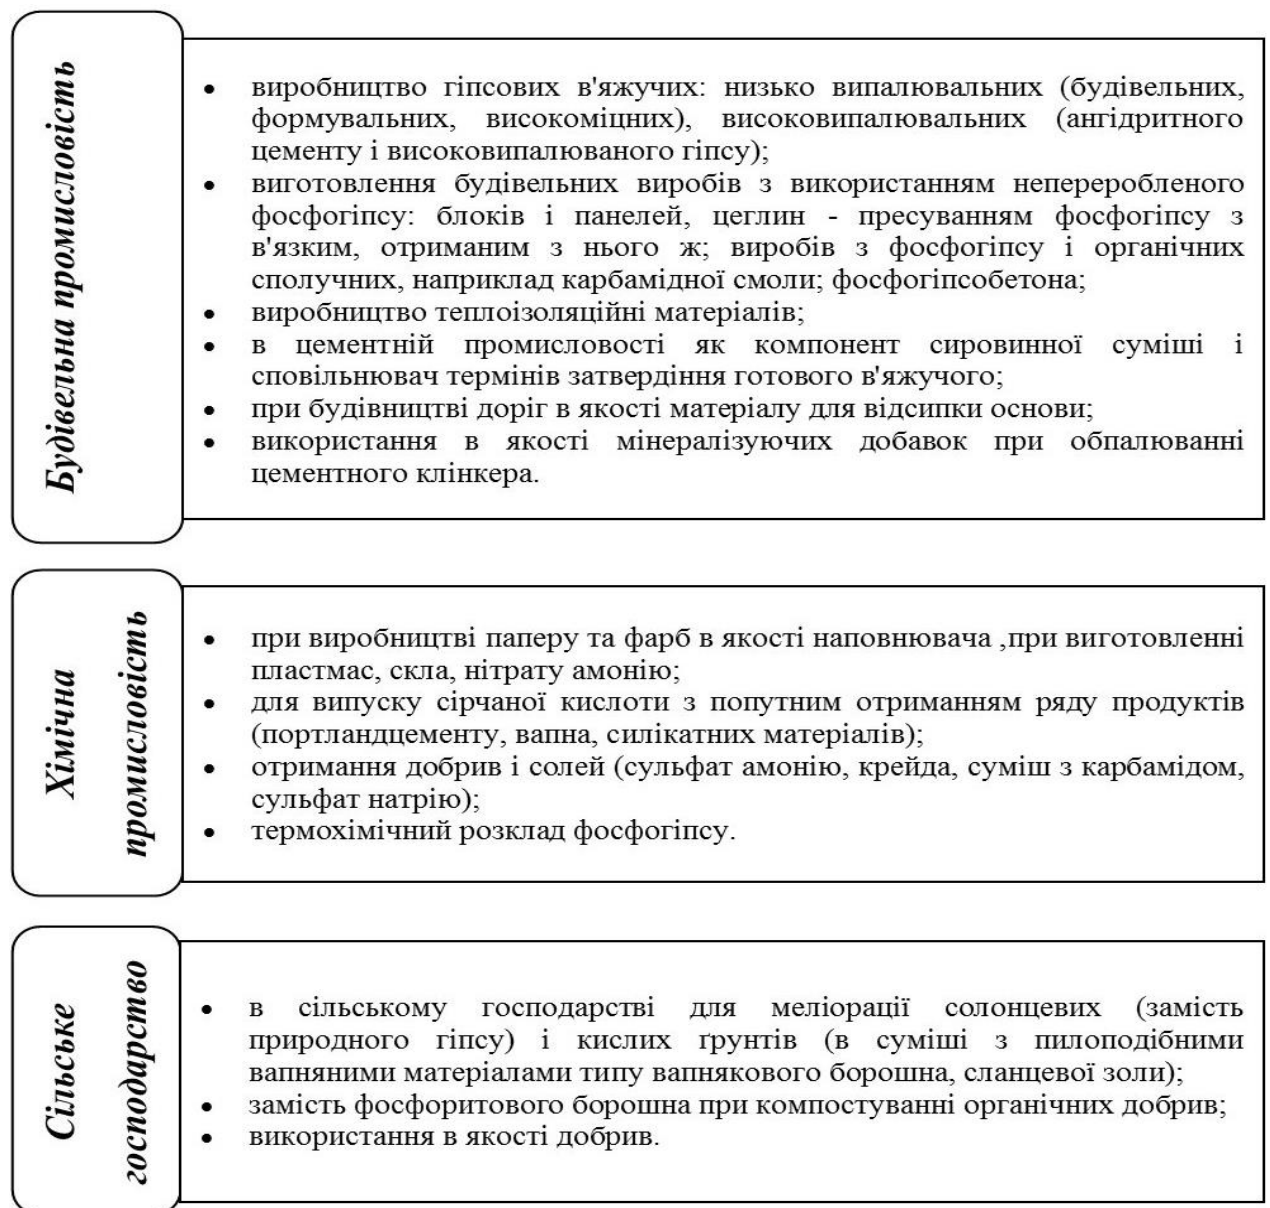 Будівельна промисловість
• виробництво гіпсових в'яжучих: низько випалювальних (будівельних,
формувальних, високоміцних), високовипалювальних (ангідритного
цементу і високовипалюваного гіпсу);
• виготовлення будівельних виробів з використанням непереробленого
фосфогіпсу: блоків і панелей, цеглин - пресуванням фосфогіпсу з
в'язким, отриманим з нього ж; виробів з фосфогіпсу і органічних
сполучних, наприклад карбамідної смоли; фосфогіпсобетона;
• виробництво теплоізоляційні матеріалів;
• в цементній промисловості як компонент сировинної суміші і
сповільнювач термінів затвердіння готового в'яжучого;
• при будівництві доріг в якості матеріалу для відсипки основи;
• використання в якості мінералізуючих добавок при обпалюванні
цементного клінкера.
Хімічна
промисловість
• при виробництві паперу та фарб в якості наповнювача ,при виготовленні
пластмас, скла, нітрату амонію;
• для випуску сірчаної кислоти з попутним отриманням ряду продуктів
(портландцементу, вапна, силікатних матеріалів);
• отримання добрив і солей (сульфат амонію, крейда, суміш з карбамідом,
сульфат натрію);
• термохімічний розклад фосфогіпсу.
Сільське
господарство
• в сільському господарстві для меліорації солонцевих (замість
природного гіпсу) і кислих ґрунтів (в суміші з пилоподібними
вапняними матеріалами типу вапнякового борошна, сланцевої золи);
• замість фосфоритового борошна при компостуванні органічних добрив;
• використання в якості добрив.